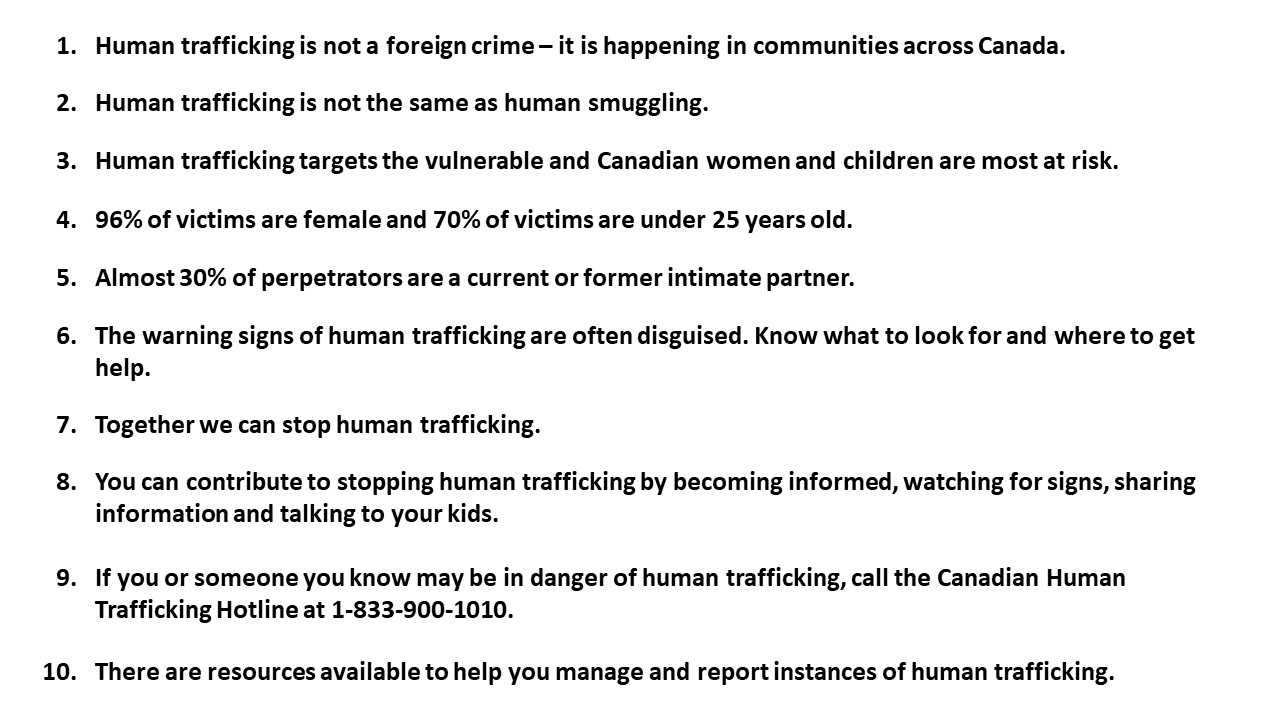 1. Human trafficking is not a foreign crime – it is happening in communities across Canada.
2. Human trafficking is not the same as human smuggling.
3. Human trafficking targets the vulnerable and Canadian women and children are most at risk.
4. 96% of victims are female and 70% of victims are under 25 years old.
5. Almost 30% of perpetrators are a current or former intimate partner.
6. The warning signs of human trafficking are often disguised. Know what to look for and where to get
help.
7. Together we can stop human trafficking.
8. You can contribute to stopping human trafficking by becoming informed, watching for signs, sharing
information and talking to your kids.
9. If you or someone you know may be in danger of human trafficking, call the Canadian Human
Trafficking Hotline at 1-833-900-1010.
10. There are resources available to help you manage and report instances of human trafficking.